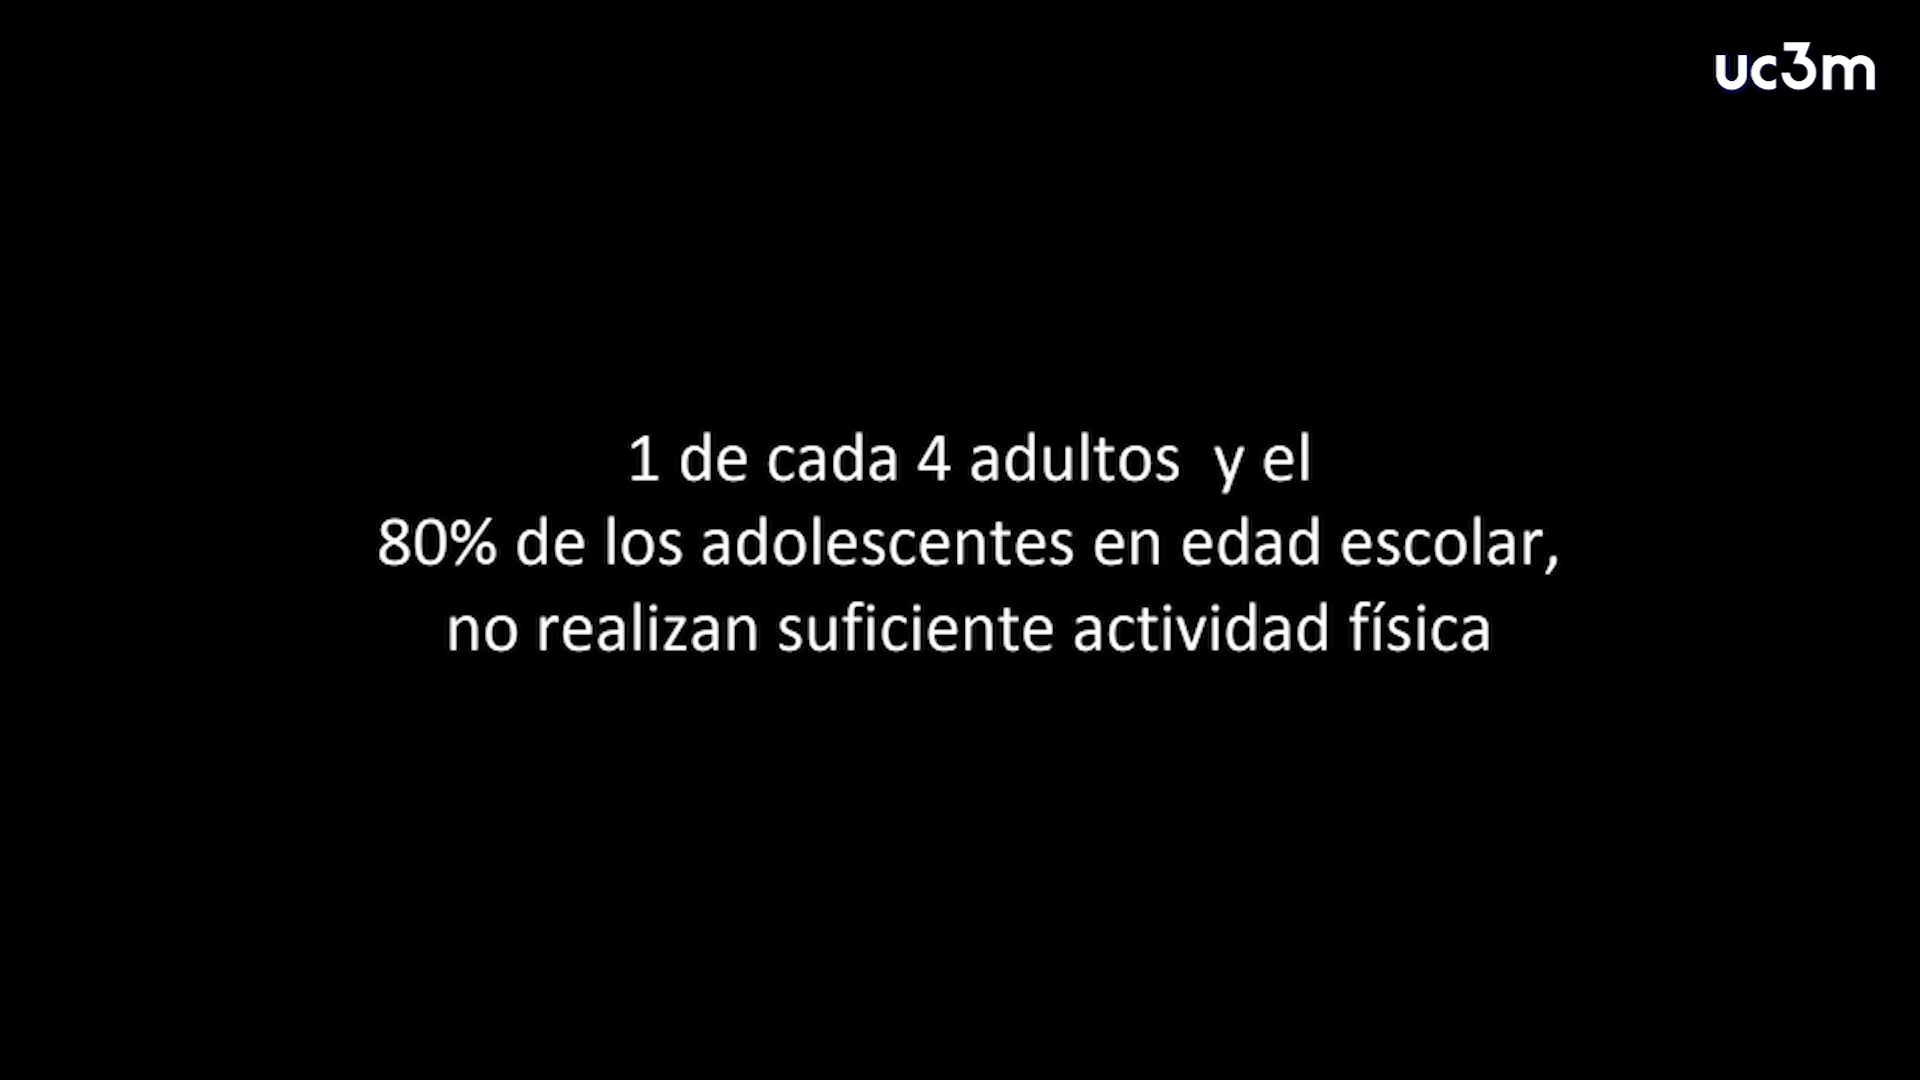 uc3m
1 de cada 4 adultos  y el
80% de los adolescentes en edad escolar,
no realizan suficiente actividad física